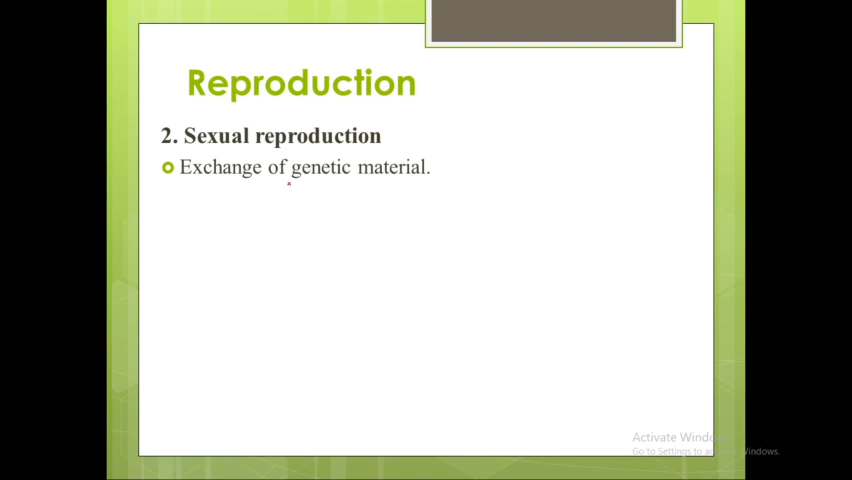 Reproduction
2. Sexual reproduction
Exchange of genetic material.
Activate Windows
Go to Settings to activate Windows.